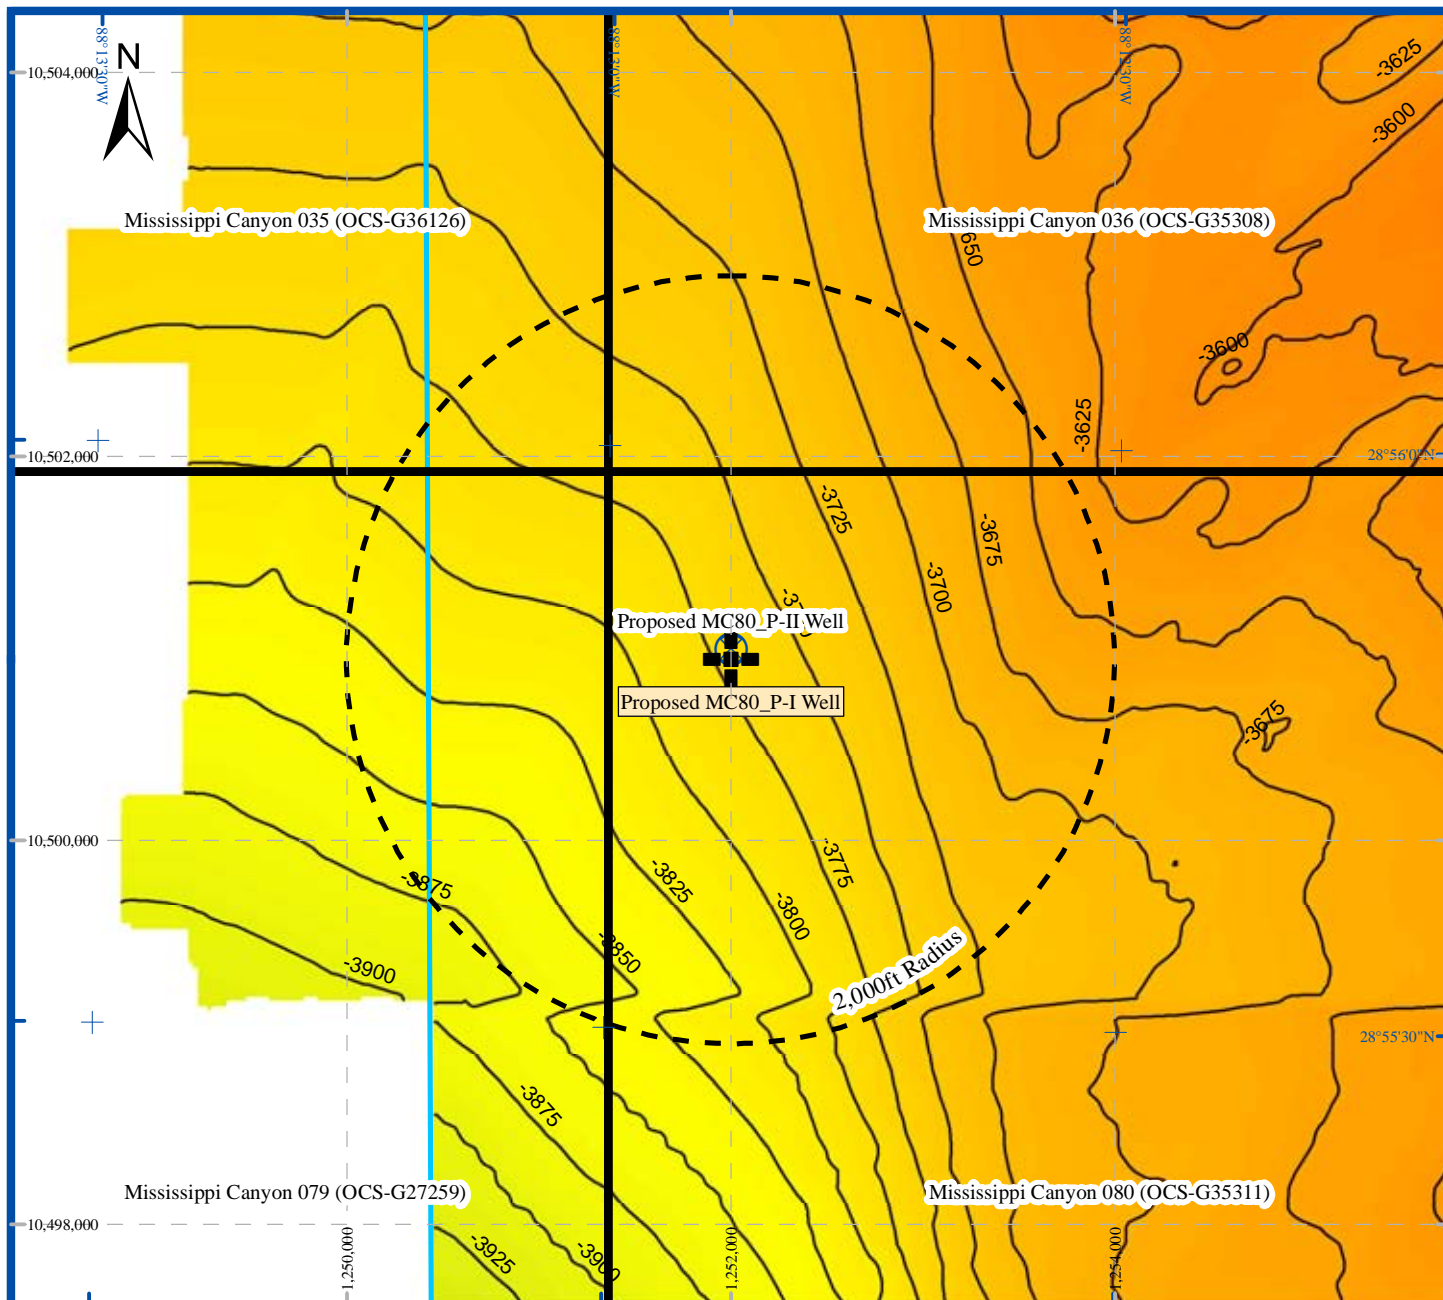 88°13'30"W
88°13'0"W
88°12'30"W
N
-3625
10,504,000
-3600
Mississippi Canyon 035 (OCS-G36126)
Mississippi Canyon 036 (OCS-G35308)
-3600
-3625
10,502,000
28°56'0"N
-3725
-3675
-3700
Proposed MC80_P-II Well
Proposed MC80_P-I Well
-3675
10,500,000
-3775
-3875
-3825
-3800
-3850
2,000ft Radius
-3900
28°55'30"N
-3875
Mississippi Canyon 079 (OCS-G27259)
Mississippi Canyon 080 (OCS-G35311)
10,498,000
-3925
-3900
1,250,000
1,252,000
1,254,000